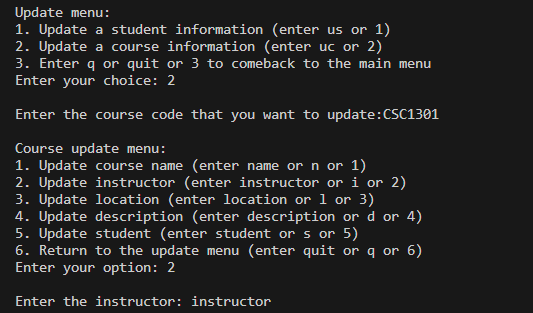 Update menu:
1. Update a student information (enter us or 1)
2. Update a course information (enter uc or 2)
3. Enter q or quit or 3 to comeback to the main menu
Enter your choice: 2
Enter the course code that you want to update:CSC1301
Course update menu:
1. Update course name (enter name or n or 1)
2. Update instructor (enter instructor or i or 2)
3. Update location (enter location or l or 3)
4. Update description (enter description or d or 4)
5. Update student (enter student or s or 5)
6. Return to the update menu (enter quit or q or 6)
Enter your option: 2
Enter the instructor: instructor